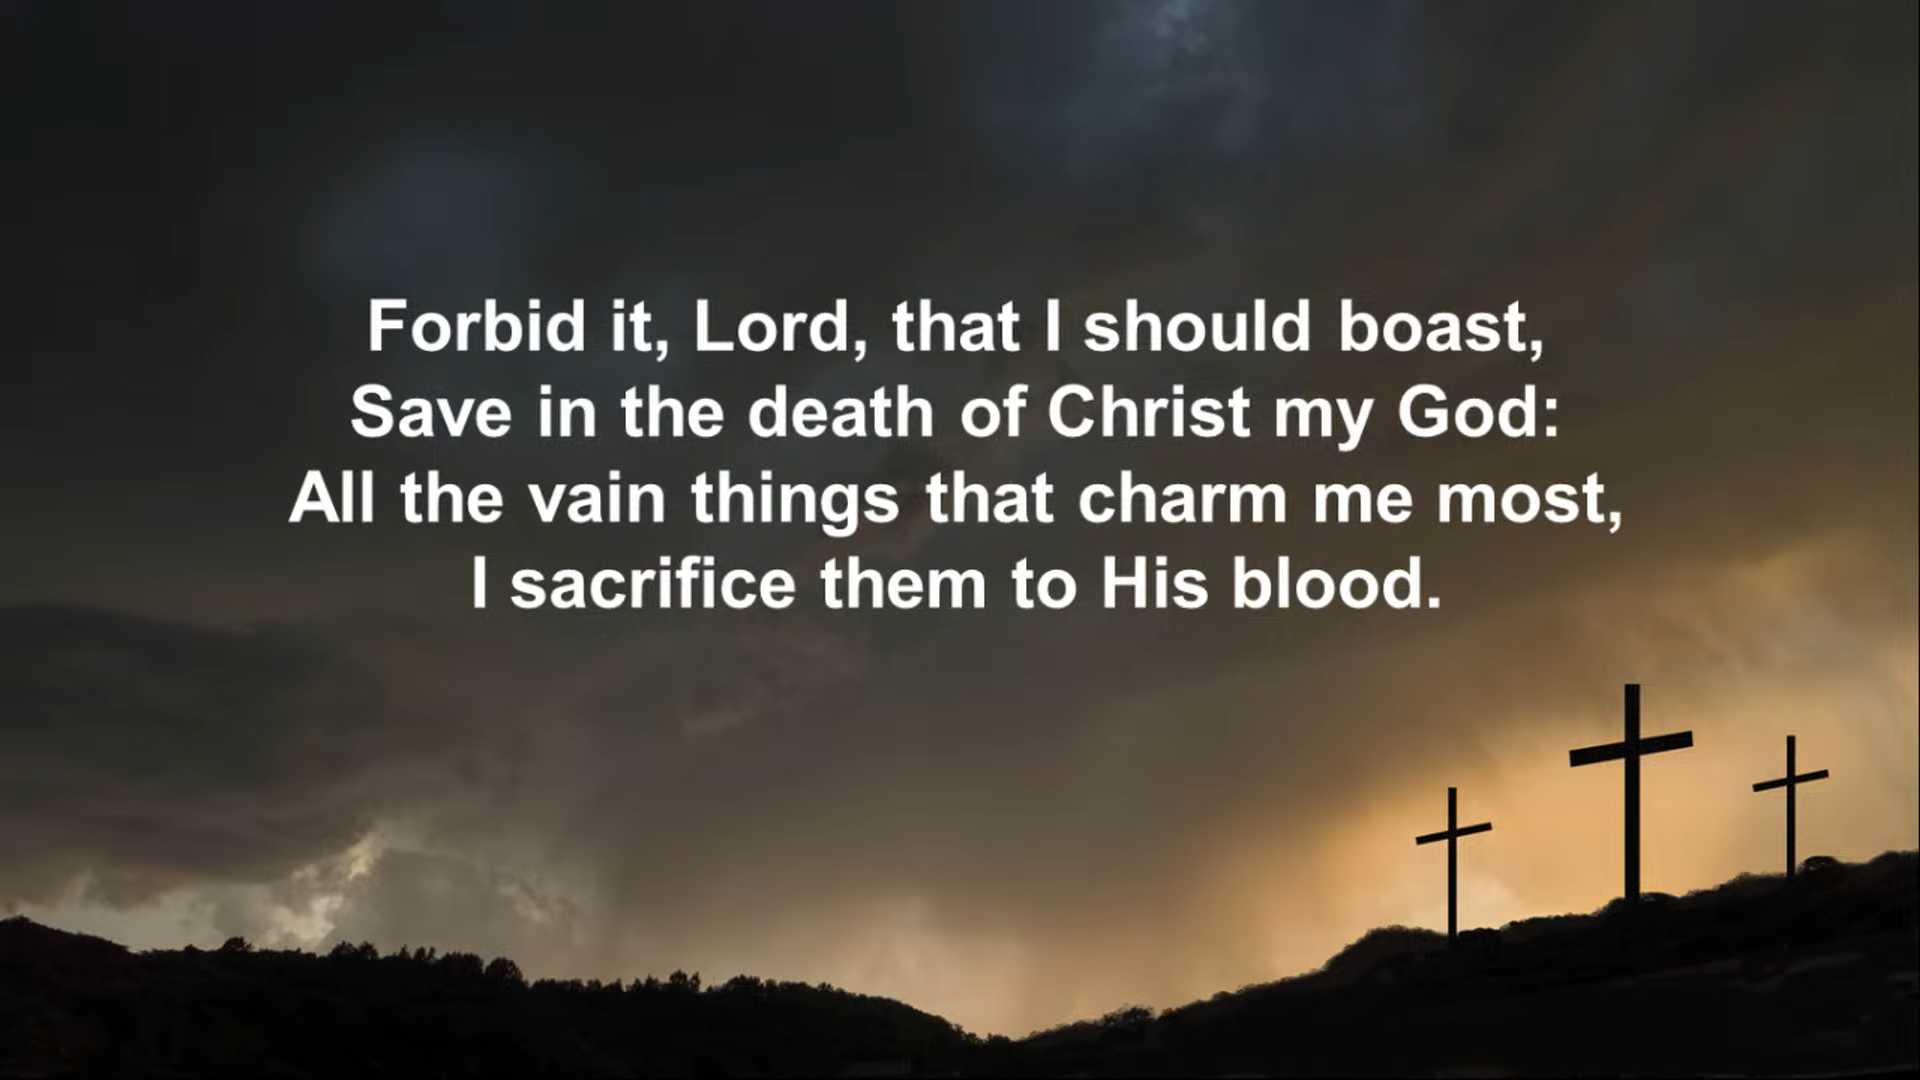 Forbid it, Lord, that I should boast,
Save in the death of Christ my God:
All the vain things that charm me most,
I sacrifice them to His blood.